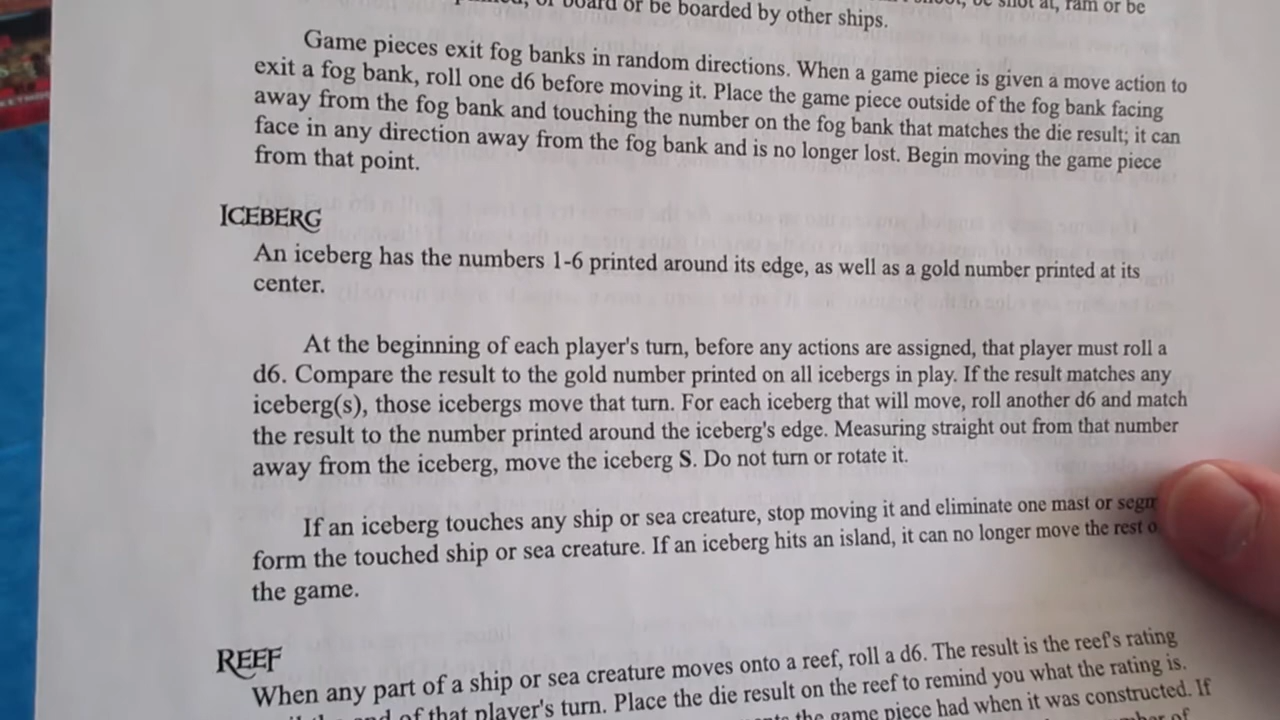 or board or be boarded by other ships.
be shot at, ram or be
Game pieces exit fog banks in random directions. When a game piece is given a move action to
exit a fog bank, roll one d6 before moving it. Place the game piece outside of the fog bank facing
away from the fog bank and touching the number on the fog bank that matches the die result; it can
face in any direction away from the fog bank and is no longer lost. Begin moving the game piece
from that point.
ICEBERG
An iceberg has the numbers 1-6 printed around its edge, as well as a gold number printed at its
center.
At the beginning of each player's turn, before any actions are assigned, that player must roll a
d6. Compare the result to the gold number printed on all icebergs in play. If the result matches any
iceberg(s), those icebergs move that turn. For each iceberg that will move, roll another d6 and match
the result to the number printed around the iceberg's edge. Measuring straight out from that number
away from the iceberg, move the iceberg S. Do not turn or rotate it.
If an iceberg touches any ship or sea creature, stop moving it and eliminate one mast or
form the touched ship or sea creature. If an iceberg hits an island, it can no longer move the rest
the game.
REEF
When any part of a ship or sea creature moves onto a reef, roll a d6. The result is the reef's rating
end of that player's turn. Place the die result on the reef to remind you what the rating is.
the game piece had when it was constructed. If